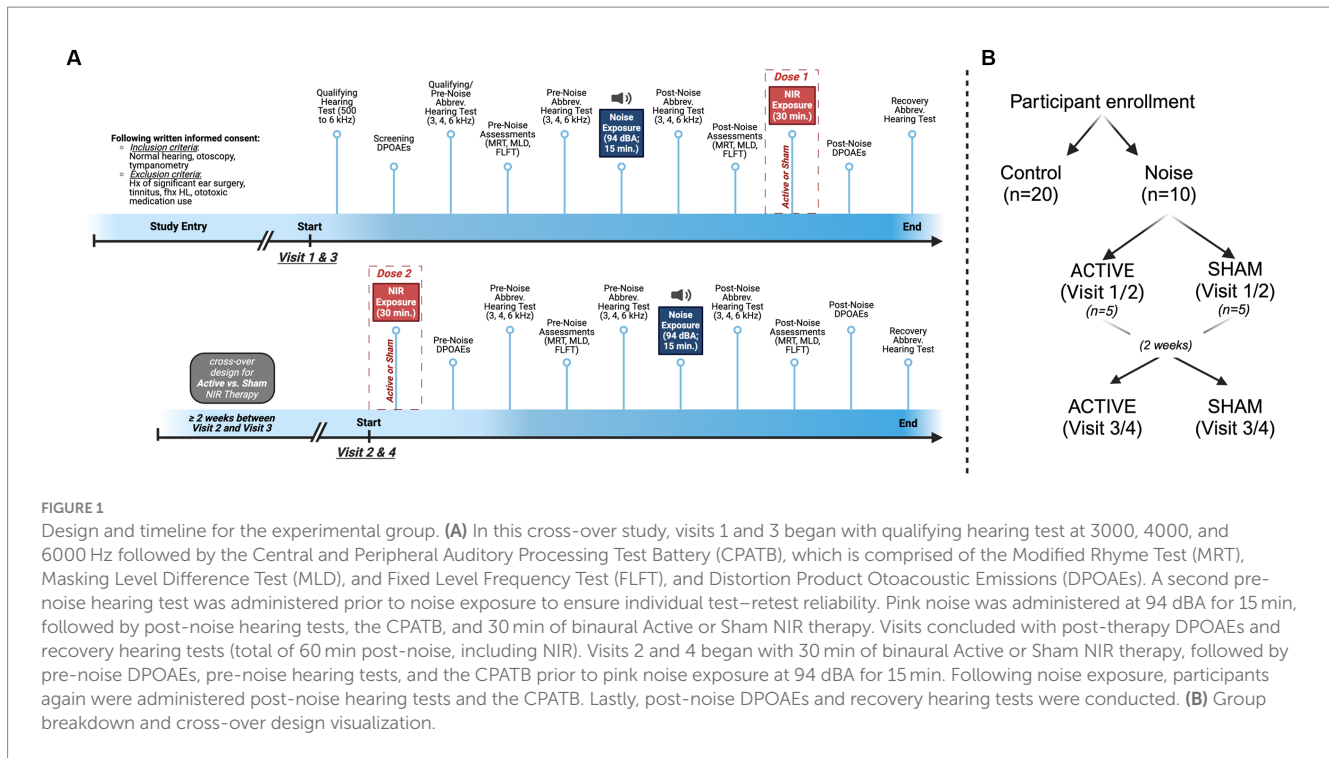 A
Following written informed consent:
Inclusion criteria:
Normal hearing, otoscopy,
tympanometry
Exclusion criteria:
Hx of significant ear surgery,
tinnitus, fhx HL, ototoxic
medication use
Qualifying
Hearing
Test (500
to 6 kHz)
Screening
DPOAEs
Qualifying/
Pre-Noise
Abbrev.
Hearing Test
(3, 4, 6 kHz)
Pre-Noise
Assessments
(MRT, MLD,
FLFT)
Pre-Noise
Abbrev.
Hearing Test
(3, 4, 6 kHz)
Noise
Exposure
(94 dBA;
15 min.)
Post-Noise
Abbrev.
Hearing Test
(3, 4, 6 kHz)
Post-Noise
Assessments
(MRT, MLD,
FLFT)
Dose 1
NIR
Exposure
(30 min.)
Active or Sham
Post-Noise
DPOAEs
Recovery
Abbrev.
Hearing Test
Study Entry
Start
End
Visit 1 & 3
cross-over
design for
Active vs. Sham
NIR Therapy
≥ 2 weeks between
Visit 2 and Visit 3
Dose 2
NIR
Exposure
(30 min.)
Active or Sham
Pre-Noise
DPOAEs
Pre-Noise
Abbrev.
Hearing Test
(3, 4, 6 kHz)
Pre-Noise
Assessments
(MRT, MLD,
FLFT)
Pre-Noise
Abbrev.
Hearing Test
(3, 4, 6 kHz)
Noise
Exposure
(94 dBA;
15 min.)
Post-Noise
Abbrev.
Hearing Test
(3, 4, 6 kHz)
Post-Noise
Assessments
(MRT, MLD,
FLFT)
Post-Noise
DPOAEs
Recovery
Abbrev.
Hearing Test
Start
End
Visit 2 & 4
B
Participant enrollment
Control
(n=20)
Noise
(n=10)
ACTIVE
(Visit 1/2)
(n=5)
SHAM
(Visit 1/2)
(n=5)
(2 weeks)
ACTIVE
(Visit 3/4)
SHAM
(Visit 3/4)
FIGURE 1
Design and timeline for the experimental group. (A) In this cross-over study, visits 1 and 3 began with qualifying hearing test at 3000, 4000, and
6000 Hz followed by the Central and Peripheral Auditory Processing Test Battery (CPATB), which is comprised of the Modified Rhyme Test (MRT),
Masking Level Difference Test (MLD), and Fixed Level Frequency Test (FLFT), and Distortion Product Otoacoustic Emissions (DPOAEs). A second pre-
noise hearing test was administered prior to noise exposure to ensure individual test–retest reliability. Pink noise was administered at 94 dBA for 15 min,
followed by post-noise hearing tests, the CPATB, and 30 min of binaural Active or Sham NIR therapy. Visits concluded with post-therapy DPOAEs and
recovery hearing tests (total of 60 min post-noise, including NIR). Visits 2 and 4 began with 30 min of binaural Active or Sham NIR therapy, followed by
pre-noise DPOAEs, pre-noise hearing tests, and the CPATB prior to pink noise exposure at 94 dBA for 15 min. Following noise exposure, participants
again were administered post-noise hearing tests and the CPATB. Lastly, post-noise DPOAEs and recovery hearing tests were conducted. (B) Group
breakdown and cross-over design visualization.